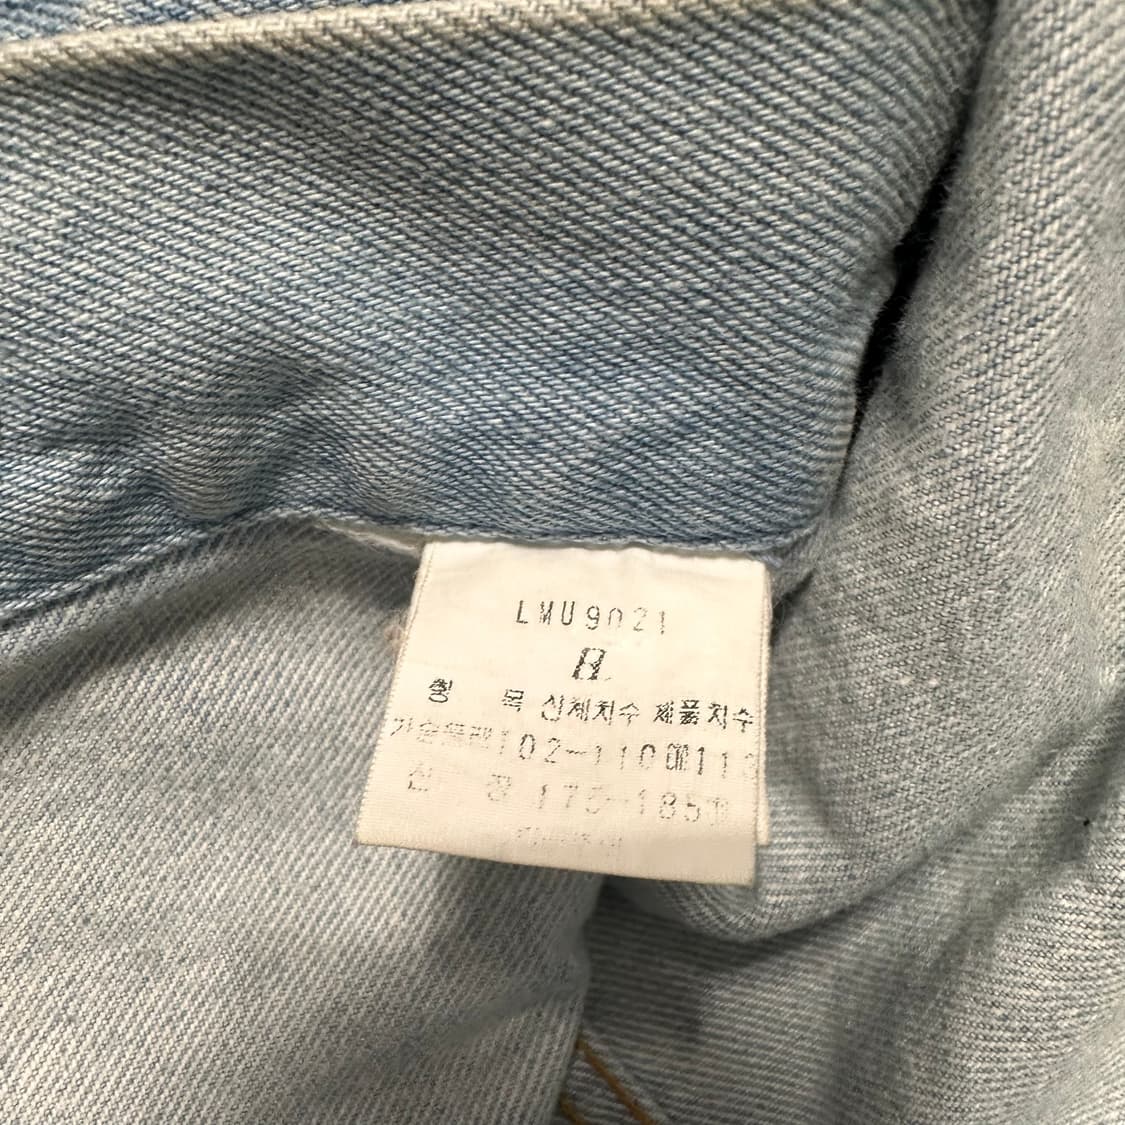 LMU9021
항 목 신체치수 제품치수
가슴둘레 102-110 113
신 장 175-185